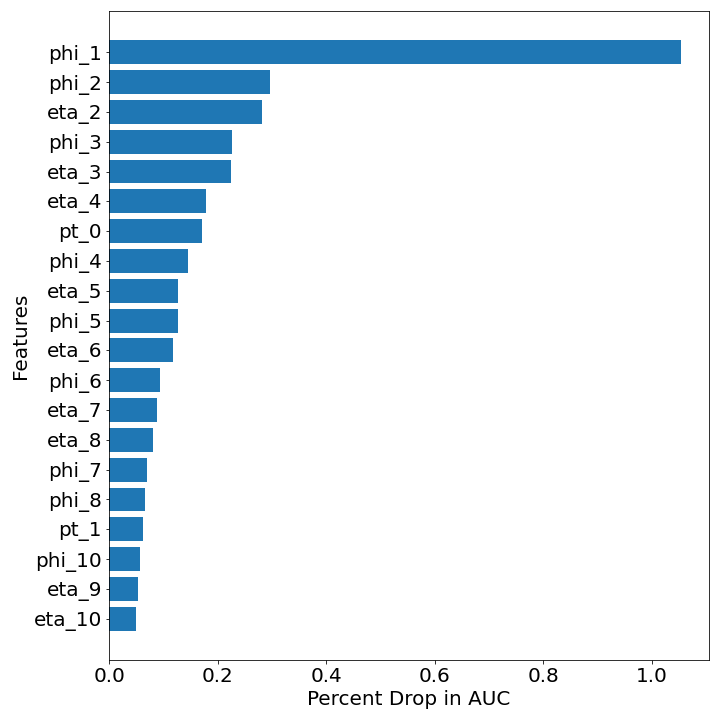 phi_1
phi_2
eta_2
phi_3
eta_3
eta_4
pt_0
phi_4
eta_5
phi_5
eta_6
phi_6
eta_7
eta_8
phi_7
phi_8
pt_1
phi_10
eta_9
eta_10
Features
0.0 0.2 0.4 0.6 0.8 1.0
Percent Drop in AUC